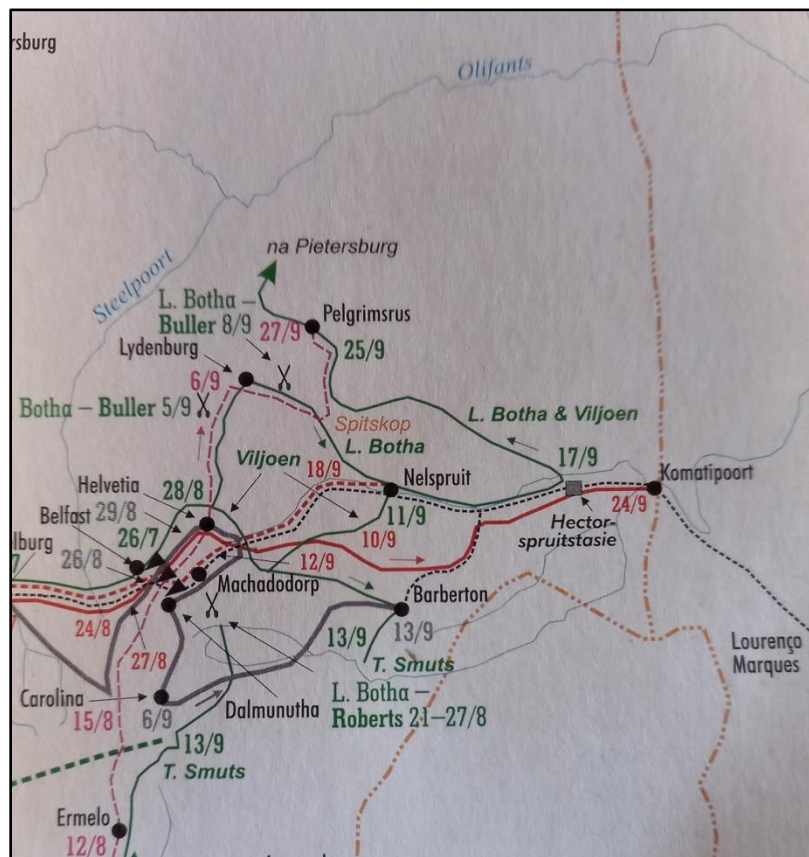 rsburg
Olifants
na Pietersburg
Steelpoort
L. Botha –
Buller 8/9
27/9
Pelgrimsrus
25/9
Lydenburg
6/9
Botha – Buller 5/9
Spitskop
L. Botha
L. Botha & Viljoen
17/9
Viljoen
18/9
Nelspruit
Komatipoort
Helvetia
28/8
29/8
11/9
24/9
Belfast
26/7
Hector-
spruitstasie
lburg
7
26/8
10/9
12/9
Machadodorp
Barberton
24/8
27/8
13/9
13/9
T. Smuts
Lourenço
Marques
Carolina
15/8
6/9
Dalmunutha
L. Botha –
Roberts 21–27/8
13/9
T. Smuts
Ermelo
12/8